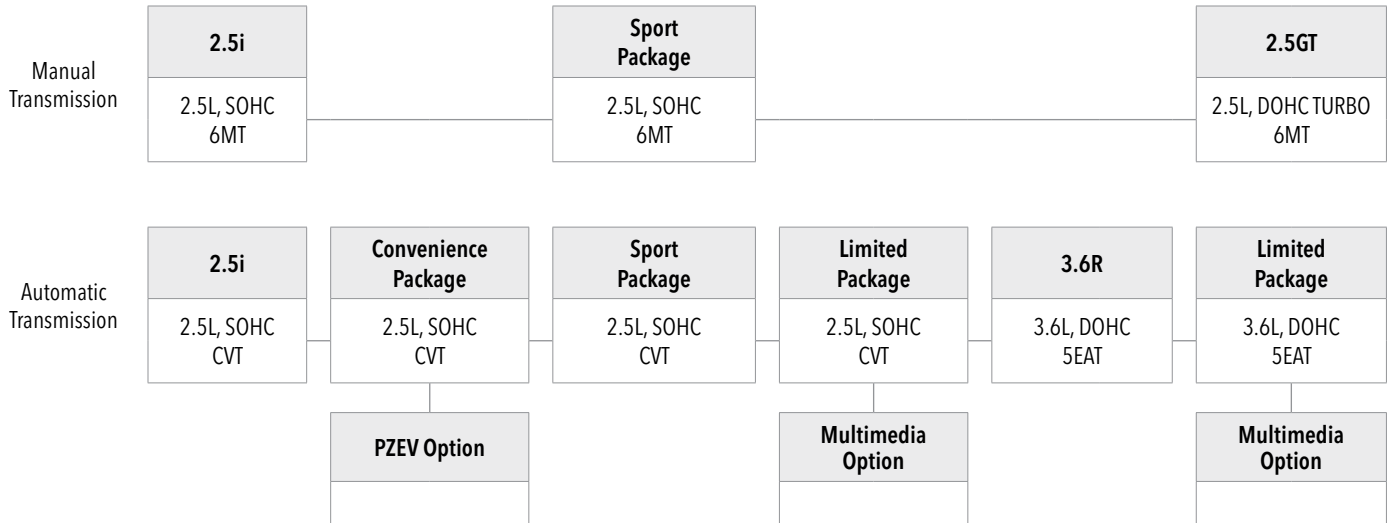 Manual
Transmission
2.5i
2.5L, SOHC
6MT
Sport
Package
2.5L, SOHC
6MT
2.5GT
2.5L, DOHC TURBO
6MT
Automatic
Transmission
2.5i
2.5L, SOHC
CVT
Convenience
Package
2.5L, SOHC
CVT
Sport
Package
2.5L, SOHC
CVT
Limited
Package
2.5L, SOHC
CVT
3.6R
3.6L, DOHC
5EAT
Limited
Package
3.6L, DOHC
5EAT
PZEV Option
Multimedia
Option
Multimedia
Option